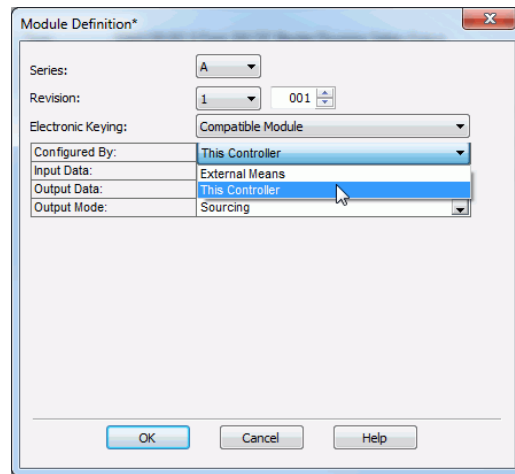 Module Definition*
Series: A
Revision: 1 001
Electronic Keying: Compatible Module
Configured By: This Controller
Input Data: External Means
Output Data: This Controller
Output Mode: Sourcing
OK Cancel Help